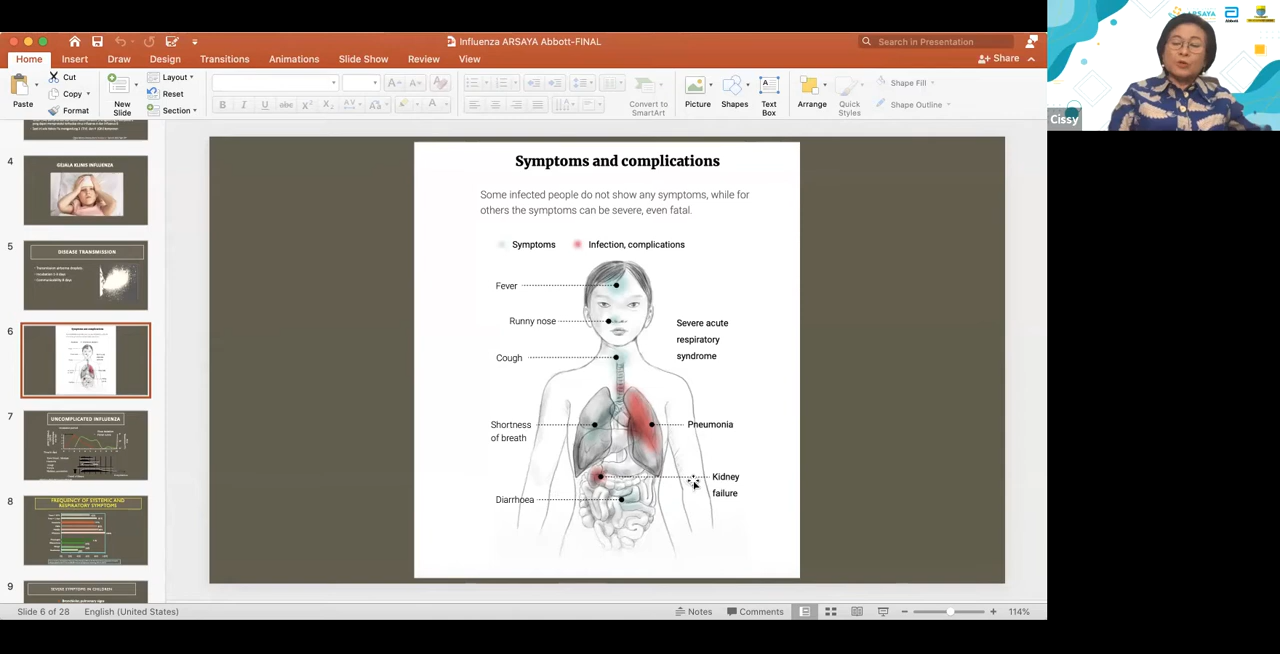 Influenza ARSAYA Abbott-FINAL
Search in Presentation
Home
Insert
Draw
Design
Transitions
Animations
Slide Show
Review
View
Share
Paste
Cut
Copy
Format
New
Slide
Layout
Reset
Section
Convert to
SmartArt
Picture
Shapes
Text
Box
Arrange
Quick
Styles
Shape Fill
Shape Outline
4
GEJALA KLINIS INFLUENZA
5
DISEASE TRANSMISSION
6
7
UNCOMPLICATED INFLUENZA
8
FREQUENCY OF SYSTEMIC AND
RESPIRATORY SYMPTOMS
9
SEVERE SYMPTOMS IN CHILDREN
Symptoms and complications
Some infected people do not show any symptoms, while for
others the symptoms can be severe, even fatal.
Symptoms
Infection, complications
Fever
Runny nose
Cough
Shortness
of breath
Diarrhoea
Severe acute
respiratory
syndrome
Pneumonia
Kidney
failure
Slide 6 of 28
English (United States)
Notes
Comments
114%
ARSAYA
Abbott
Cissy